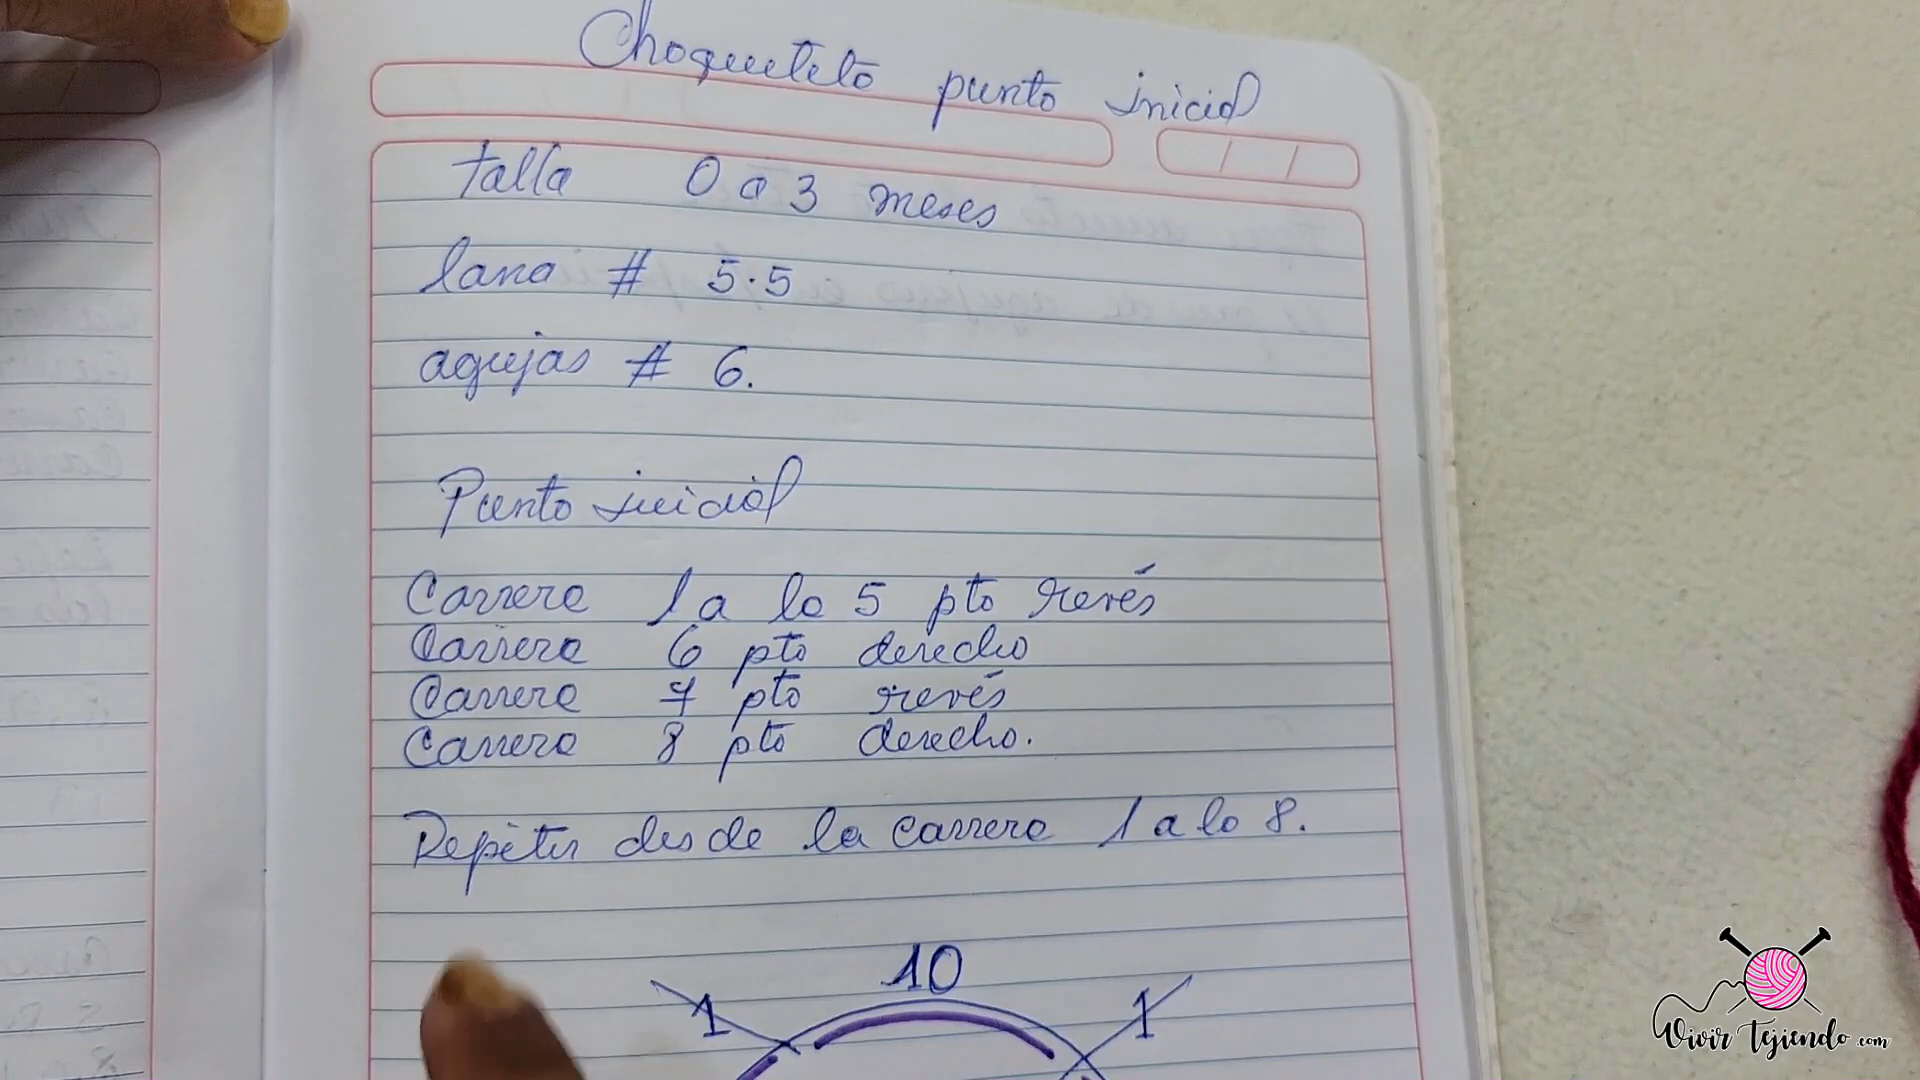 Choquetito punto inicial
talla 0 a 3 meses
lana # 5.5
agujas # 6.
Punto inicial
Carrera 1 a la 5 pto revés
Carrera 6 pto derecho
Carrera 7 pto revés
Carrera 8 pto derecho.
Repetir desde la carrera 1 a la 8.
10
1 1
Vivir Tejiendo.com